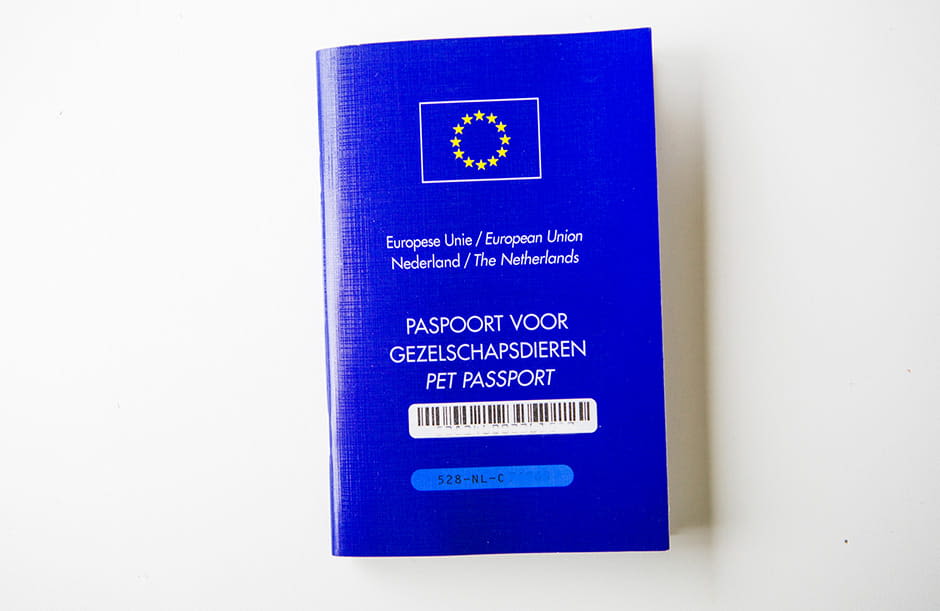 Europese Unie / European Union
Nederland / The Netherlands
PASPOORT VOOR
GEZELSCHAPSDIEREN
PET PASSPORT
528-NL-C